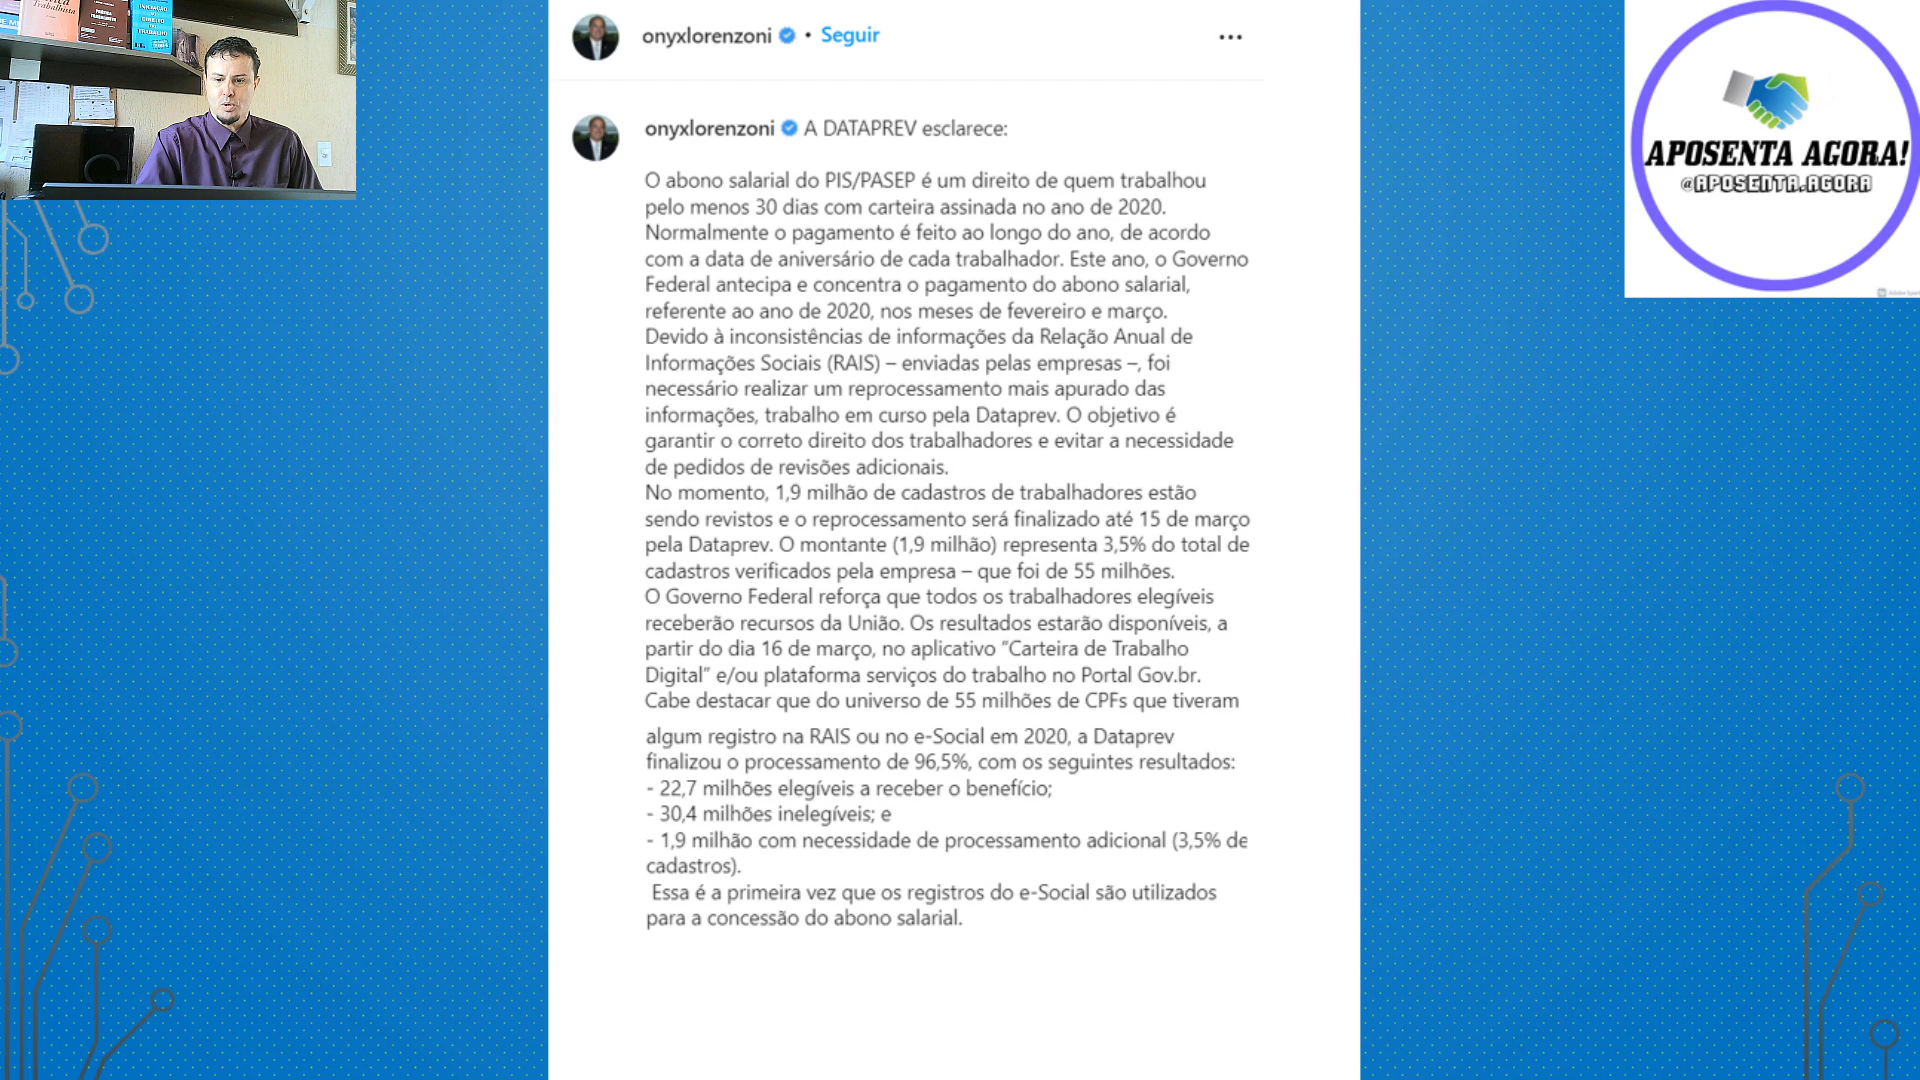 Trabalhista
INICIAÇÃO
DIREITO
TRABALHO
onyxlorenzoni • Seguir
onyxlorenzoni A DATAPREV esclarece:
O abono salarial do PIS/PASEP é um direito de quem trabalhou
pelo menos 30 dias com carteira assinada no ano de 2020.
Normalmente o pagamento é feito ao longo do ano, de acordo
com a data de aniversário de cada trabalhador. Este ano, o Governo
Federal antecipa e concentra o pagamento do abono salarial,
referente ao ano de 2020, nos meses de fevereiro e março.
Devido à inconsistências de informações da Relação Anual de
Informações Sociais (RAIS) – enviadas pelas empresas –, foi
necessário realizar um reprocessamento mais apurado das
informações, trabalho em curso pela Dataprev. O objetivo é
garantir o correto direito dos trabalhadores e evitar a necessidade
de pedidos de revisões adicionais.
No momento, 1,9 milhão de cadastros de trabalhadores estão
sendo revistos e o reprocessamento será finalizado até 15 de março
pela Dataprev. O montante (1,9 milhão) representa 3,5% do total de
cadastros verificados pela empresa – que foi de 55 milhões.
O Governo Federal reforça que todos os trabalhadores elegíveis
receberão recursos da União. Os resultados estarão disponíveis, a
partir do dia 16 de março, no aplicativo “Carteira de Trabalho
Digital” e/ou plataforma serviços do trabalho no Portal Gov.br.
Cabe destacar que do universo de 55 milhões de CPFs que tiveram
algum registro na RAIS ou no e-Social em 2020, a Dataprev
finalizou o processamento de 96,5%, com os seguintes resultados:
- 22,7 milhões elegíveis a receber o benefício;
- 30,4 milhões inelegíveis; e
- 1,9 milhão com necessidade de processamento adicional (3,5% de
cadastros).
Essa é a primeira vez que os registros do e-Social são utilizados
para a concessão do abono salarial.
APOSENTA AGORA!
@APOSENTA.AGORA